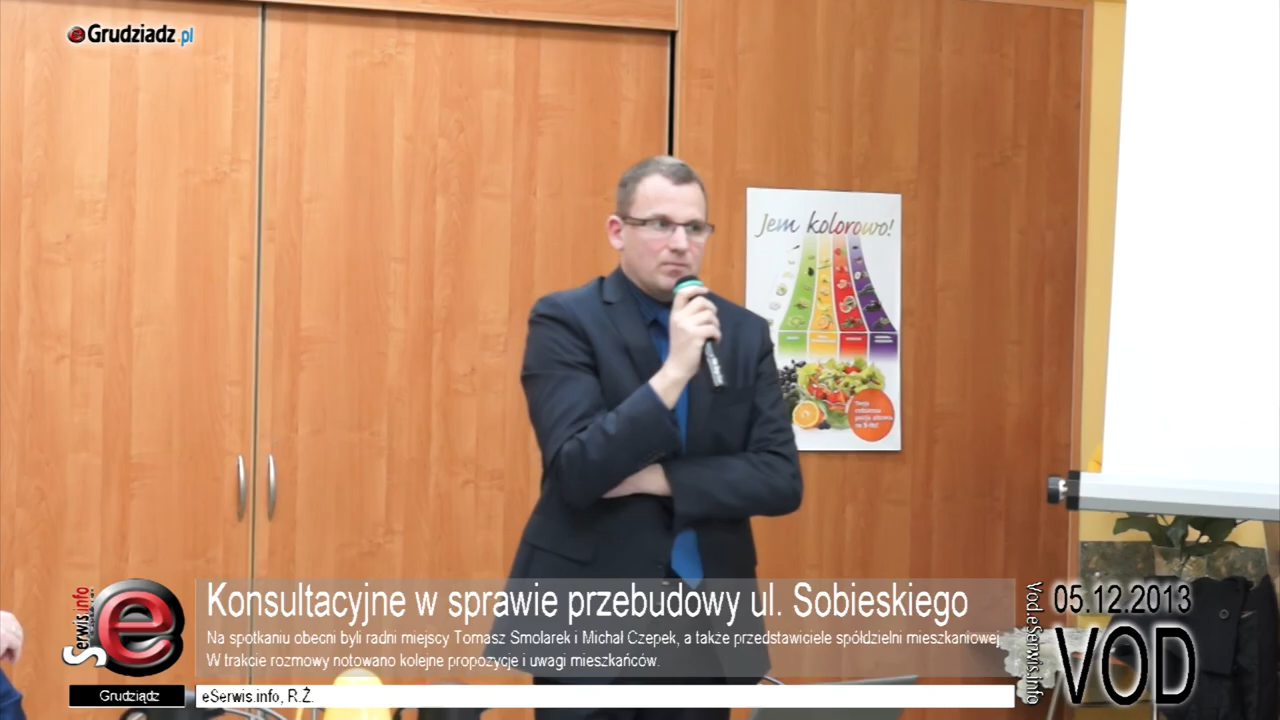 eGrudziadz.pl
Jem kolorowo!
Konsultacyjne w sprawie przebudowy ul. Sobieskiego
Na spotkaniu obecni byli radni miejscy Tomasz Smolarek i Michał Czepek, a także przedstawiciele spółdzielni mieszkaniowej.
W trakcie rozmowy notowano kolejne propozycje i uwagi mieszkańców.
eSerwis.info
Grudziądz
eSerwis.info, R.Ż.
Vod.eSerwis.info
05.12.2013
VOD